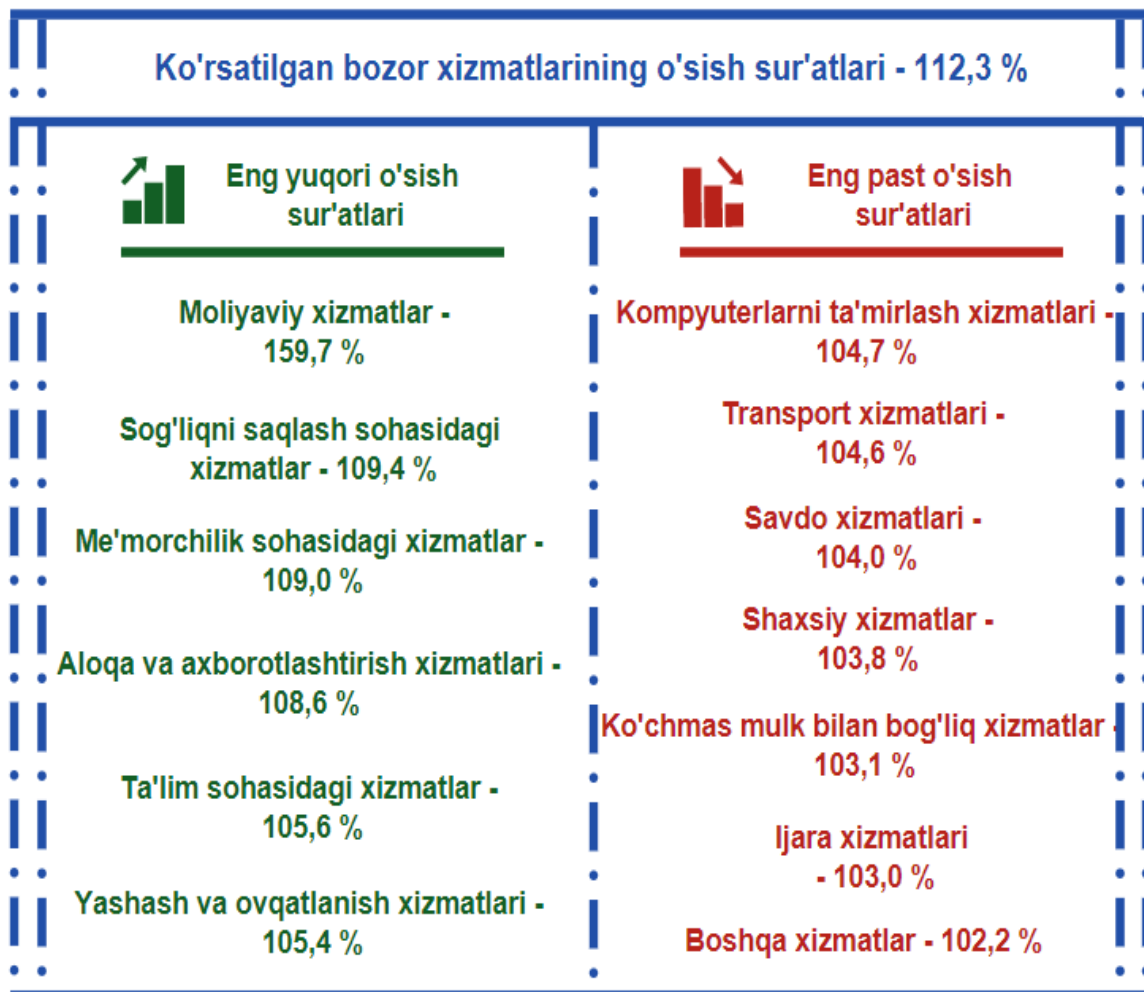 Ko'rsatilgan bozor xizmatlarining o'sish sur'atlari - 112,3 %
Eng yuqori o'sish
sur'atlari
Moliyaviy xizmatlar -
159,7 %
Sog'liqni saqlash sohasidagi
xizmatlar - 109,4 %
Me'morchilik sohasidagi xizmatlar -
109,0 %
Aloqa va axborotlashtirish xizmatlari -
108,6 %
Ta'lim sohasidagi xizmatlar -
105,6 %
Yashash va ovqatlanish xizmatlari -
105,4 %
Eng past o'sish
sur'atlari
Kompyuterlarni ta'mirlash xizmatlari -
104,7 %
Transport xizmatlari -
104,6 %
Savdo xizmatlari -
104,0 %
Shaxsiy xizmatlar -
103,8 %
Ko'chmas mulk bilan bog'liq xizmatlar -
103,1 %
Ijara xizmatlari
- 103,0 %
Boshqa xizmatlar - 102,2 %